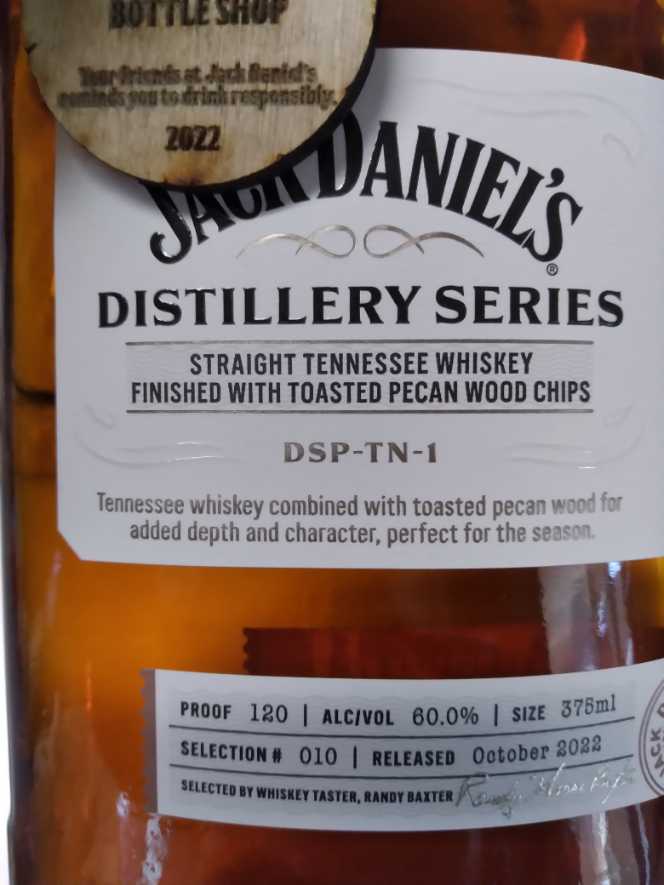 BOTTLE SHOP
Your Friends at Jack Daniel's
reminds you to drink responsibly.
2022
JACK DANIEL'S®
DISTILLERY SERIES
STRAIGHT TENNESSEE WHISKEY
FINISHED WITH TOASTED PECAN WOOD CHIPS
DSP-TN-1
Tennessee whiskey combined with toasted pecan wood for
added depth and character, perfect for the season.
PROOF 120 | ALC/VOL 60.0% | SIZE 375ml
SELECTION # 010 | RELEASED October 2022
SELECTED BY WHISKEY TASTER, RANDY BAXTER